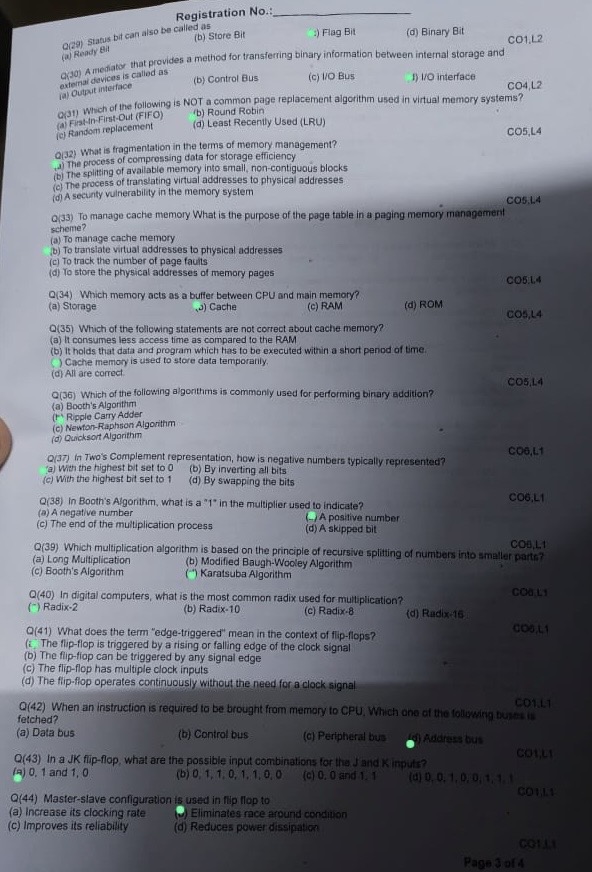 Registration No.:
Q(29) Status bit can also be called as
(a) Ready Bit (b) Store Bit c) Flag Bit (d) Binary Bit
CO1,L2
Q(30) A mediator that provides a method for transferring binary information between internal storage and
external devices is called as
(a) Output interface (b) Control Bus (c) I/O Bus d) I/O interface
CO4,L2
Q(31) Which of the following is NOT a common page replacement algorithm used in virtual memory systems?
(a) First-In-First-Out (FIFO) b) Round Robin
(c) Random replacement (d) Least Recently Used (LRU)
CO5,L4
Q(32) What is fragmentation in the terms of memory management?
a) The process of compressing data for storage efficiency
(b) The splitting of available memory into small, non-contiguous blocks
(c) The process of translating virtual addresses to physical addresses
(d) A security vulnerability in the memory system
CO5,L4
Q(33) To manage cache memory What is the purpose of the page table in a paging memory management
scheme?
(a) To manage cache memory
b) To translate virtual addresses to physical addresses
(c) To track the number of page faults
(d) To store the physical addresses of memory pages
CO5,L4
Q(34) Which memory acts as a buffer between CPU and main memory?
(a) Storage b) Cache (c) RAM (d) ROM
CO5,L4
Q(35) Which of the following statements are not correct about cache memory?
(a) It consumes less access time as compared to the RAM
(b) It holds that data and program which has to be executed within a short period of time.
) Cache memory is used to store data temporarily.
(d) All are correct.
CO5,L4
Q(36) Which of the following algorithms is commonly used for performing binary addition?
(a) Booth's Algorithm
(b) Ripple Carry Adder
(c) Newton-Raphson Algorithm
(d) Quicksort Algorithm
CO6,L1
Q(37) In Two's Complement representation, how is negative numbers typically represented?
a) With the highest bit set to 0 (b) By inverting all bits
(c) With the highest bit set to 1 (d) By swapping the bits
CO6,L1
Q(38) In Booth's Algorithm, what is a "1" in the multiplier used to indicate?
(a) A negative number ( ) A positive number
(c) The end of the multiplication process (d) A skipped bit
CO6,L1
Q(39) Which multiplication algorithm is based on the principle of recursive splitting of numbers into smaller parts?
(a) Long Multiplication (b) Modified Baugh-Wooley Algorithm
(c) Booth's Algorithm ( ) Karatsuba Algorithm
CO6,L1
Q(40) In digital computers, what is the most common radix used for multiplication?
( ) Radix-2 (b) Radix-10 (c) Radix-8 (d) Radix-16
CO6,L1
Q(41) What does the term "edge-triggered" mean in the context of flip-flops?
(a The flip-flop is triggered by a rising or falling edge of the clock signal
(b) The flip-flop can be triggered by any signal edge
(c) The flip-flop has multiple clock inputs
(d) The flip-flop operates continuously without the need for a clock signal
CO1,L1
Q(42) When an instruction is required to be brought from memory to CPU, Which one of the following buses is
fetched?
(a) Data bus (b) Control bus (c) Peripheral bus (d) Address bus
CO1,L1
Q(43) In a JK flip-flop, what are the possible input combinations for the J and K inputs?
(a) 0, 1 and 1, 0 (b) 0, 1, 1, 0, 1, 1, 0, 0 (c) 0, 0 and 1, 1 (d) 0, 0, 1, 0, 0, 1, 1, 1
CO1,L1
Q(44) Master-slave configuration is used in flip flop to
(a) Increase its clocking rate (b) Eliminates race around condition
(c) Improves its reliability (d) Reduces power dissipation
CO1,L1
Page 3 of 4